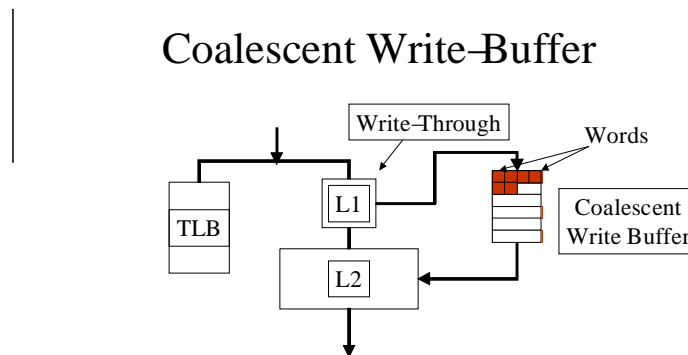 Coalescent Write–Buffer
Write–Through
Words
L1
TLB
Coalescent
Write Buffer
L2